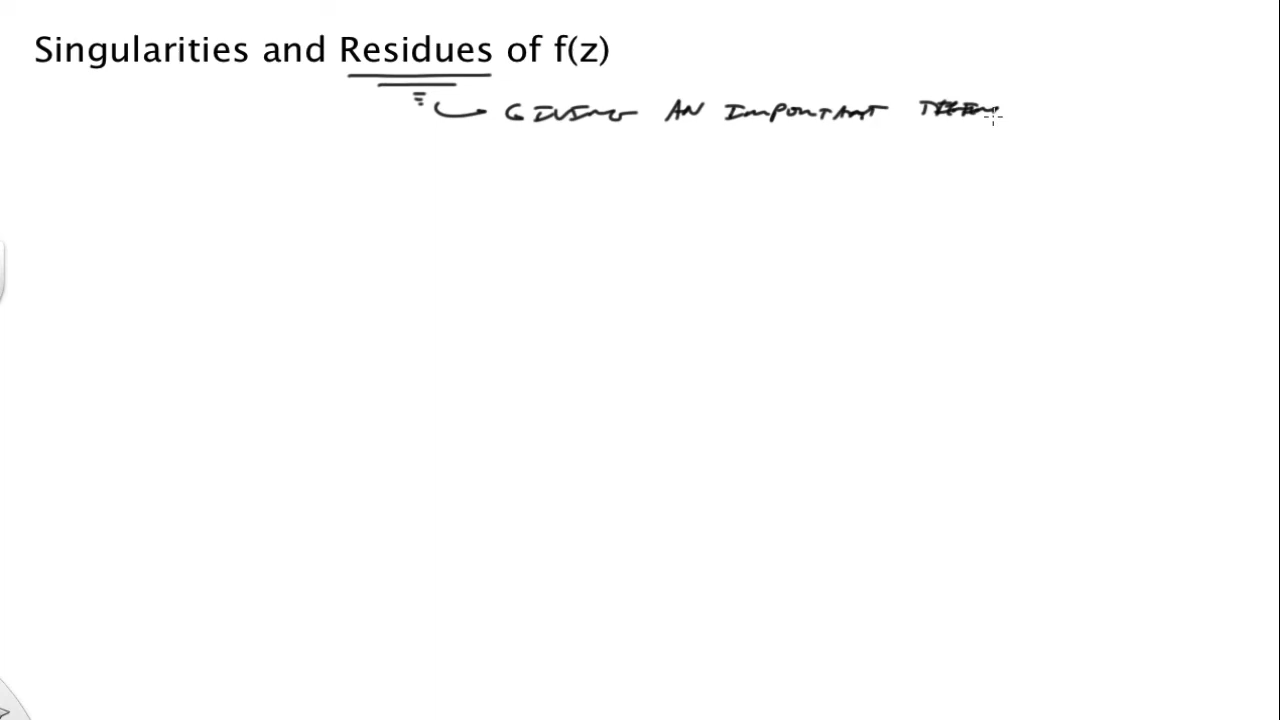 Singularities and Residues of f(z)
GIVING AN IMPORTANT